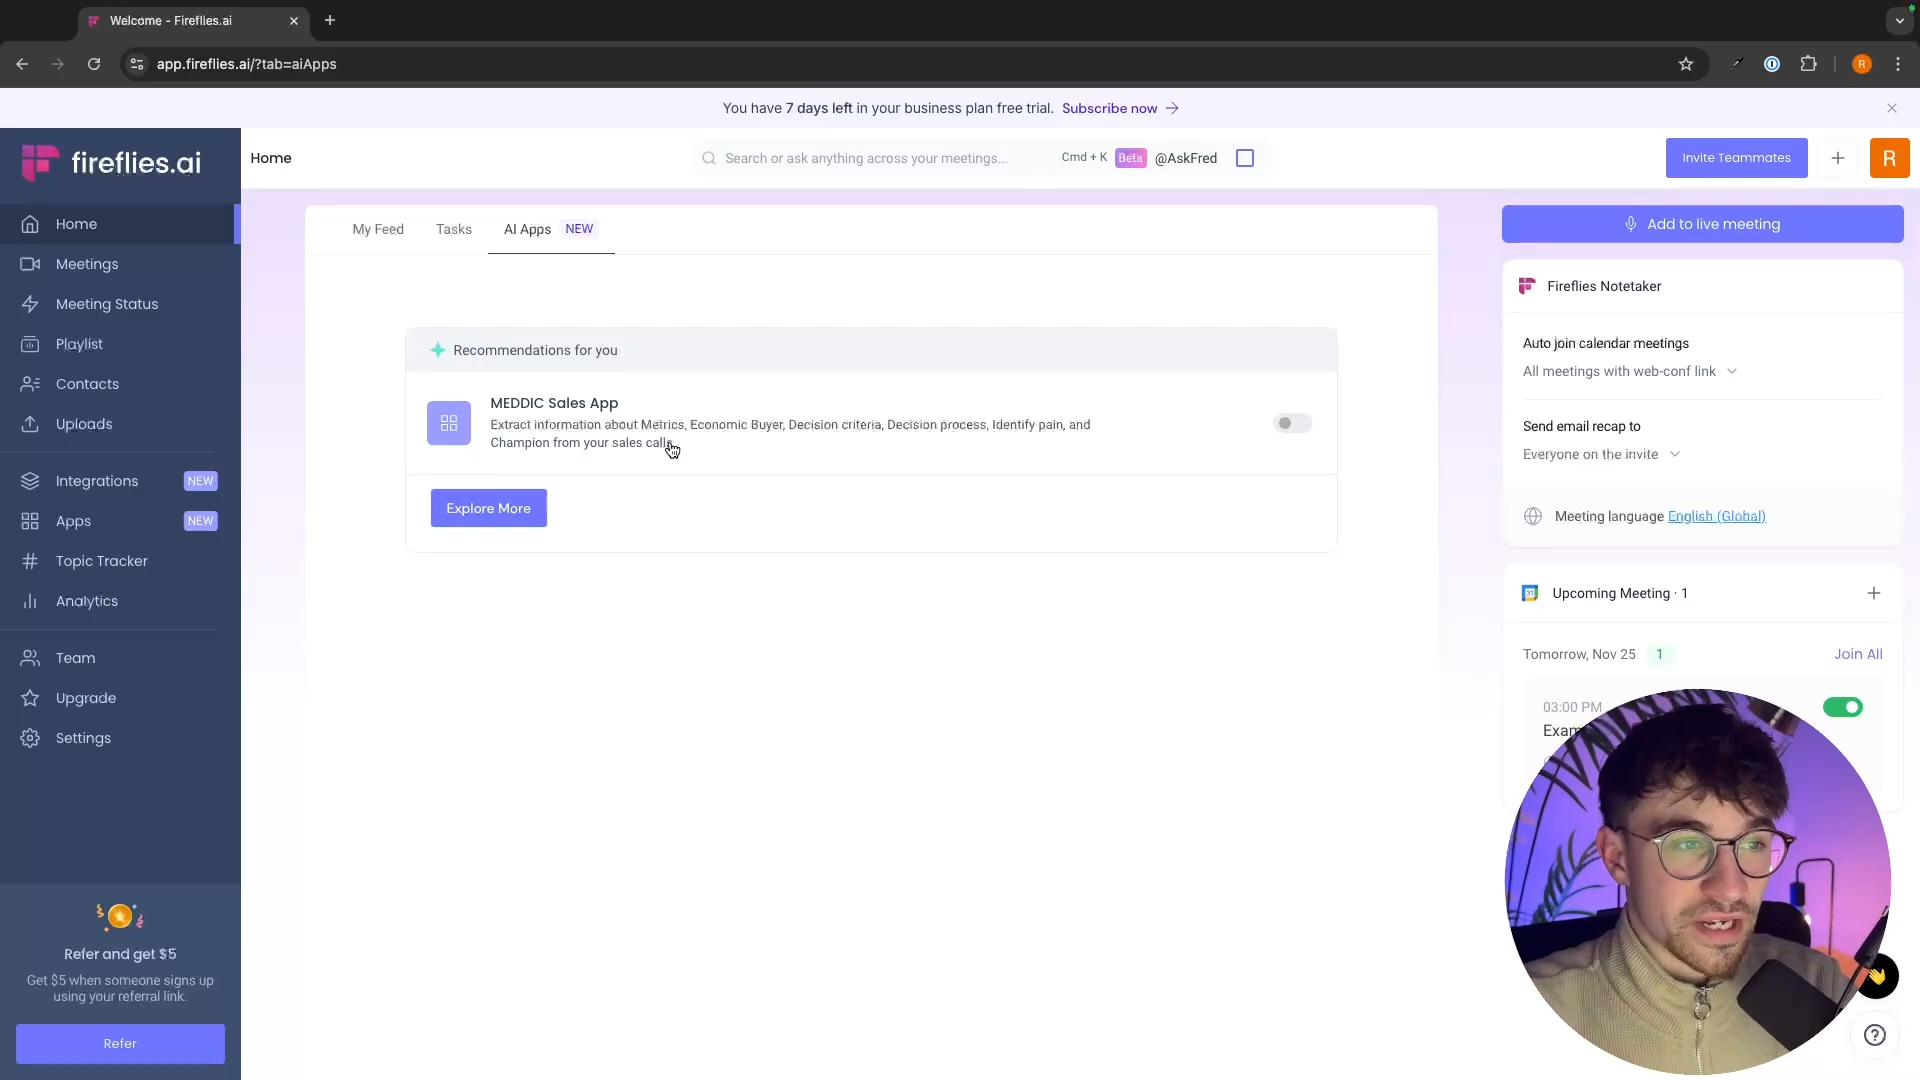 Welcome - Fireflies.ai
app.fireflies.ai/?tab=aiApps
R
You have 7 days left in your business plan free trial. Subscribe now →
fireflies.ai
Home
Search or ask anything across your meetings...
Cmd + K
Beta
@AskFred
Invite Teammates
R
Home
Meetings
Meeting Status
Playlist
Contacts
Uploads
Integrations NEW
Apps NEW
Topic Tracker
Analytics
Team
Upgrade
Settings
Refer and get $5
Get $5 when someone signs up
using your referral link.
Refer
My Feed
Tasks
AI Apps NEW
Recommendations for you
MEDDIC Sales App
Extract information about Metrics, Economic Buyer, Decision criteria, Decision process, Identify pain, and
Champion from your sales calls
Explore More
Add to live meeting
Fireflies Notetaker
Auto join calendar meetings
All meetings with web-conf link
Send email recap to
Everyone on the invite
Meeting language English (Global)
31
Upcoming Meeting · 1
Tomorrow, Nov 25 1
Join All
03:00 PM